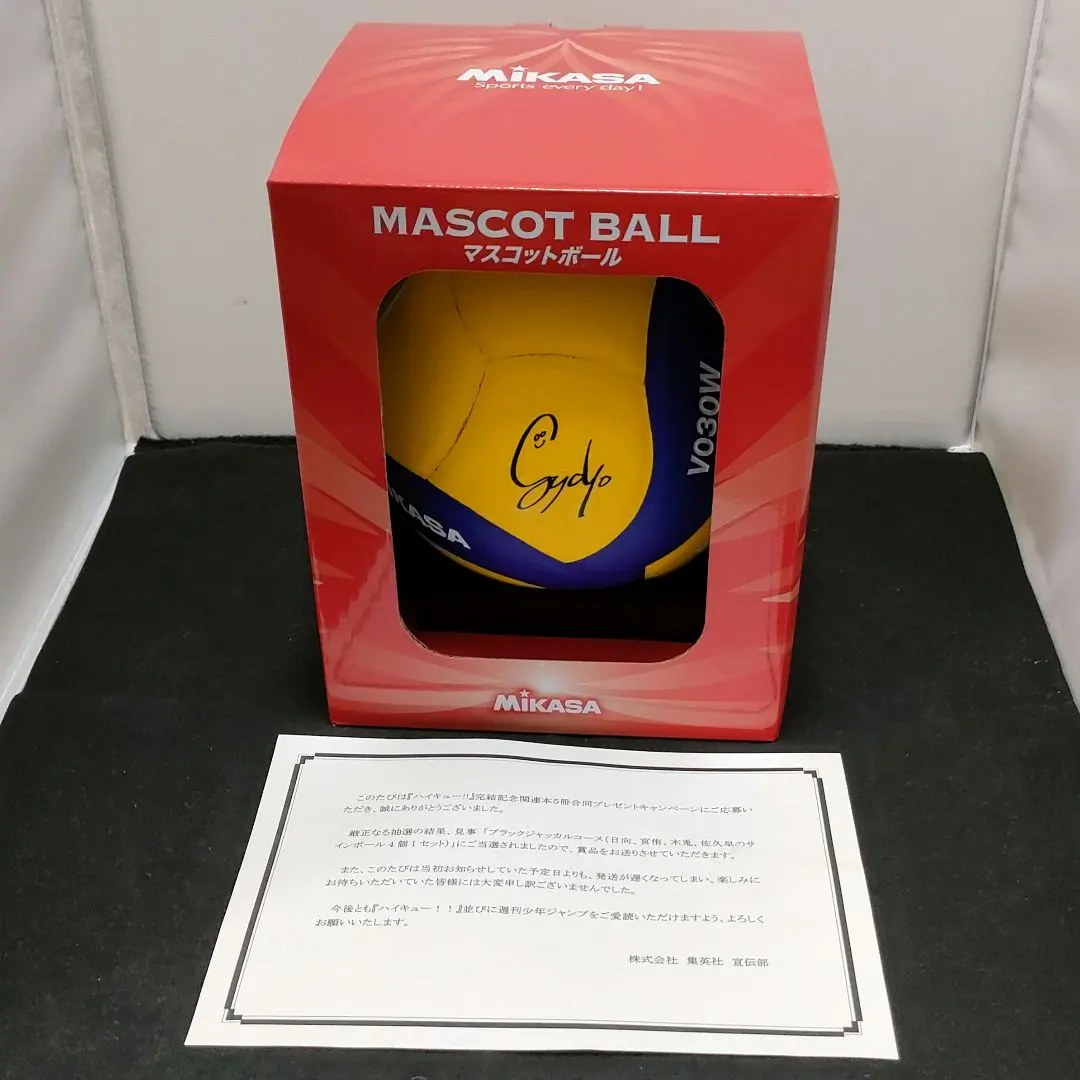 MIKASA
Sports every day!
MASCOT BALL
マスコットボール
V030W
MIKASA
MIKASA
このたびは『ハイキュー!!』完結記念関連本5冊合同プレゼントキャンペーンにご応募い
ただき、誠にありがとうございました。
厳正なる抽選の結果、見事「ブラックジャッカルコース(日向、宮侑、木兎、佐久早のサ
インボール4個1セット)」にご当選されましたので、賞品をお送りさせていただきます。
また、このたびは当初お知らせしていた予定日よりも、発送が遅くなってしまい、楽しみに
お待ちいただいていた皆様には大変申し訳ございませんでした。
今後とも『ハイキュー!!』並びに週刊少年ジャンプをご愛読いただけますよう、よろしく
お願いいたします。
株式会社 集英社 宣伝部